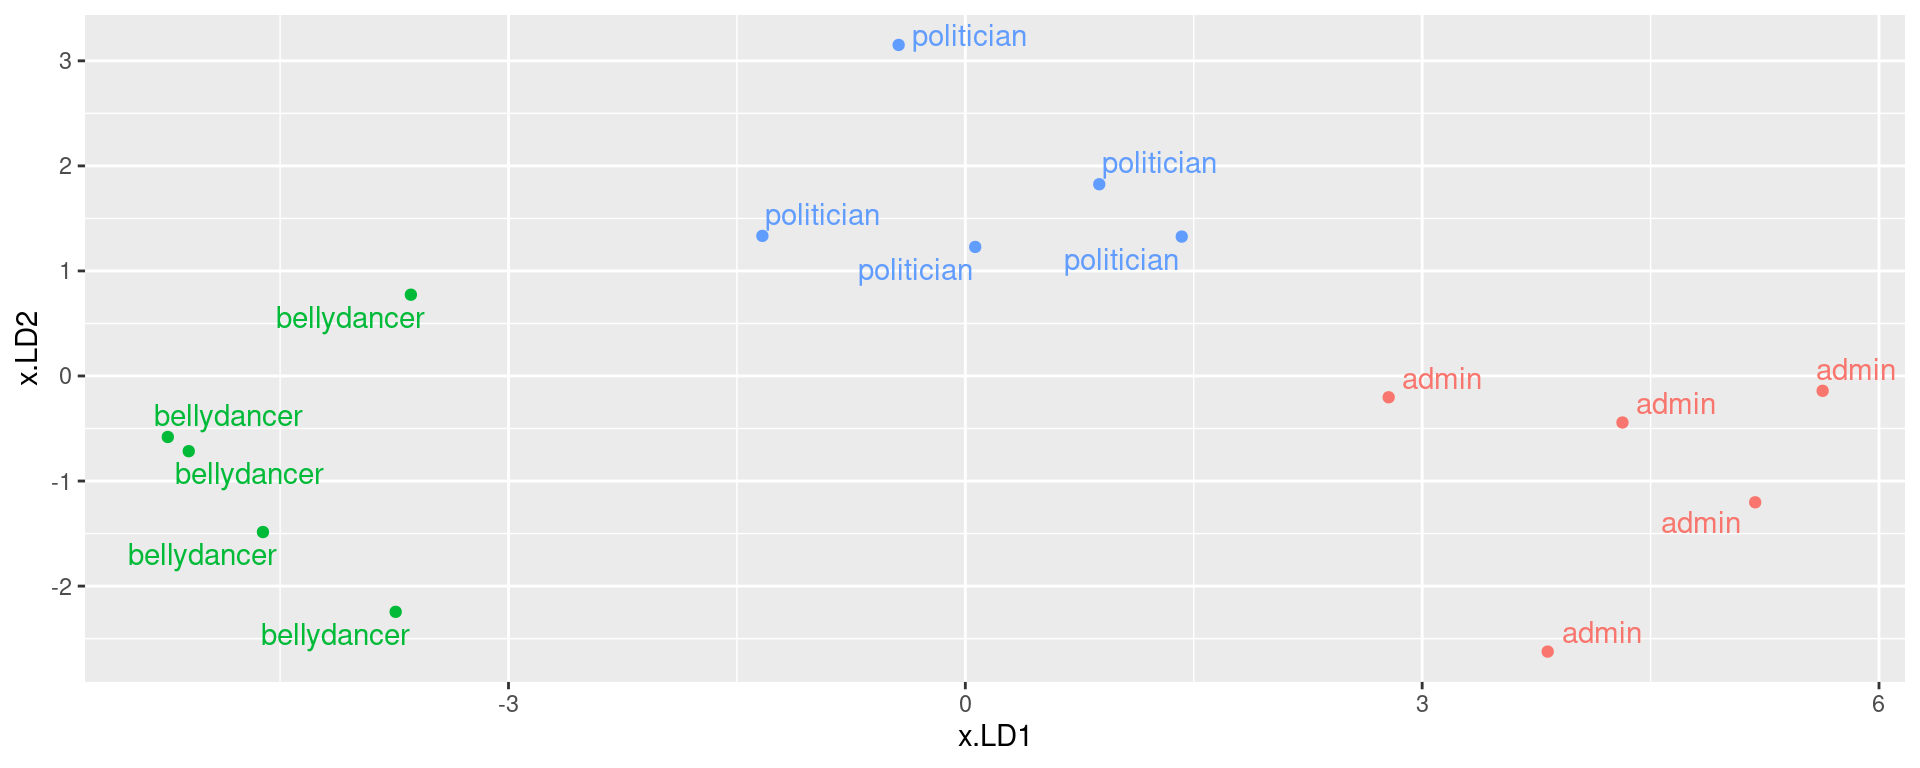 politician
3
politician
2
politician
politician
politician
1
bellydancer
x.LD2
0
admin
admin
admin
bellydancer
bellydancer
-1
admin
bellydancer
-2
bellydancer
admin
-3
0
3
6
x.LD1